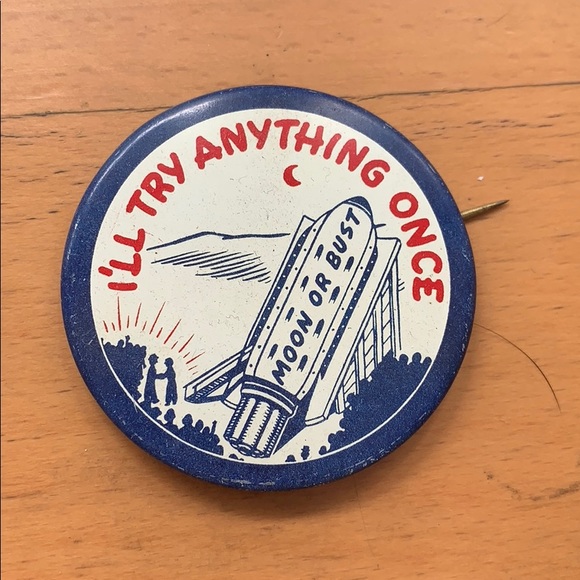 I'LL TRY ANYTHING ONCE
MOON OR BUST